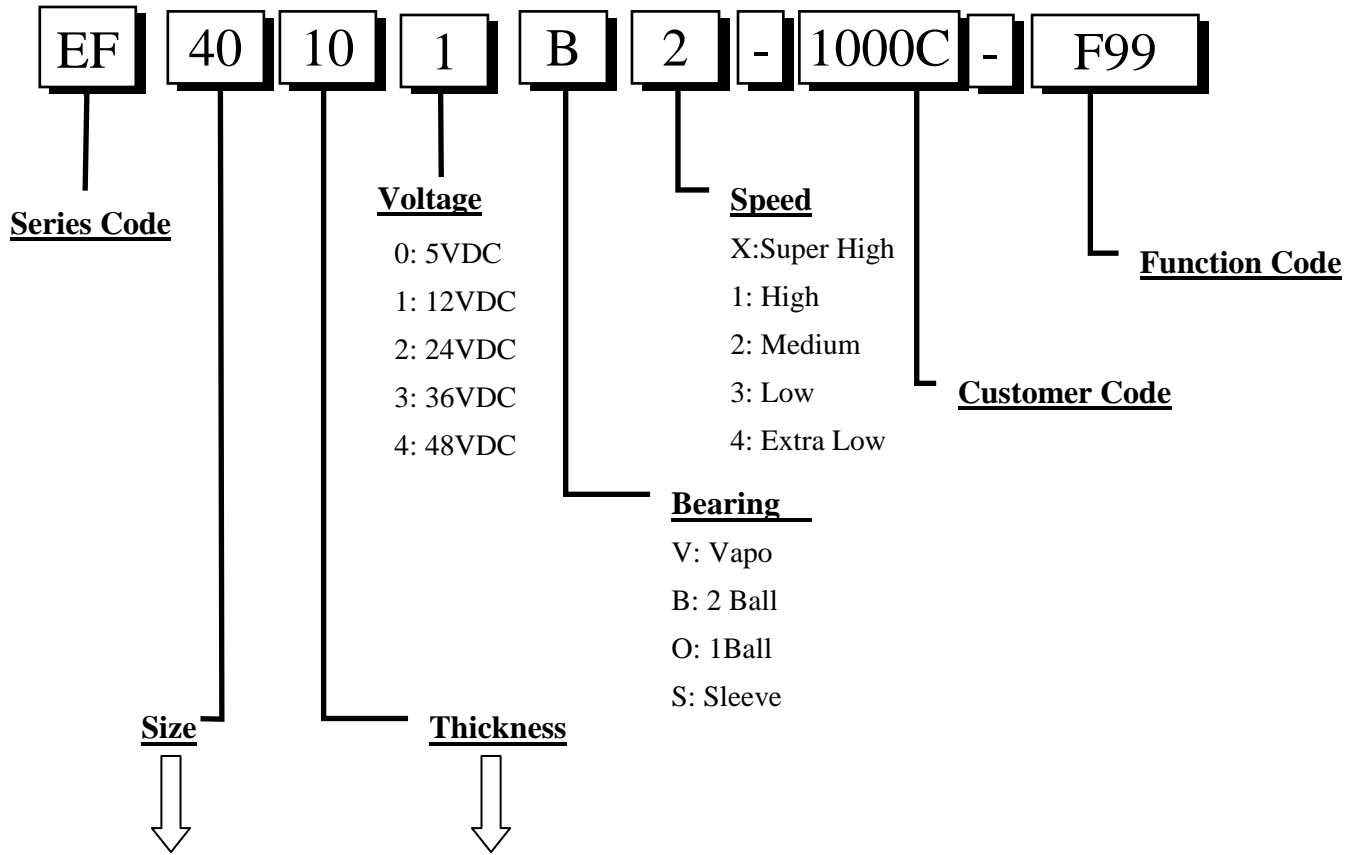 EF 40 10 1 B 2 - 1000C - F99
Series Code
Voltage
0: 5VDC
1: 12VDC
2: 24VDC
3: 36VDC
4: 48VDC
Speed
X:Super High
1: High
2: Medium
3: Low
4: Extra Low
Function Code
Customer Code
Bearing
V: Vapo
B: 2 Ball
O: 1Ball
S: Sleeve
Size
Thickness